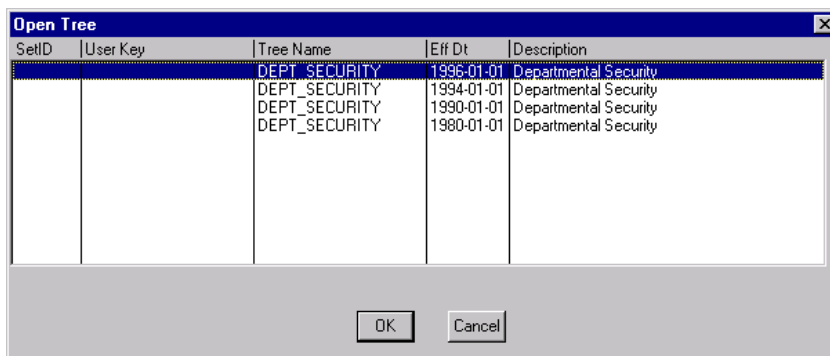 Open Tree
SetID User Key Tree Name Eff Dt Description
DEPT_SECURITY 1996-01-01 Departmental Security
DEPT_SECURITY 1994-01-01 Departmental Security
DEPT_SECURITY 1990-01-01 Departmental Security
DEPT_SECURITY 1980-01-01 Departmental Security
OK Cancel